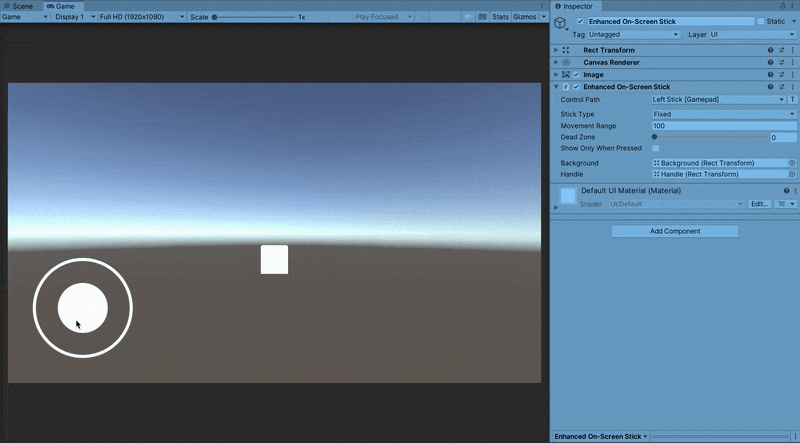 Scene Game
Game Display 1 Full HD (1920x1080) Scale 1x Play Focused Stats Gizmos
Inspector
Enhanced On-Screen Stick Static
Tag Untagged Layer UI
Rect Transform
Canvas Renderer
Image
# Enhanced On-Screen Stick
Control Path Left Stick [Gamepad] T
Stick Type Fixed
Movement Range 100
Dead Zone 0
Show Only When Pressed
Background Background (Rect Transform)
Handle Handle (Rect Transform)
Default UI Material (Material)
Shader UI/Default Edit...
Add Component
Enhanced On-Screen Stick